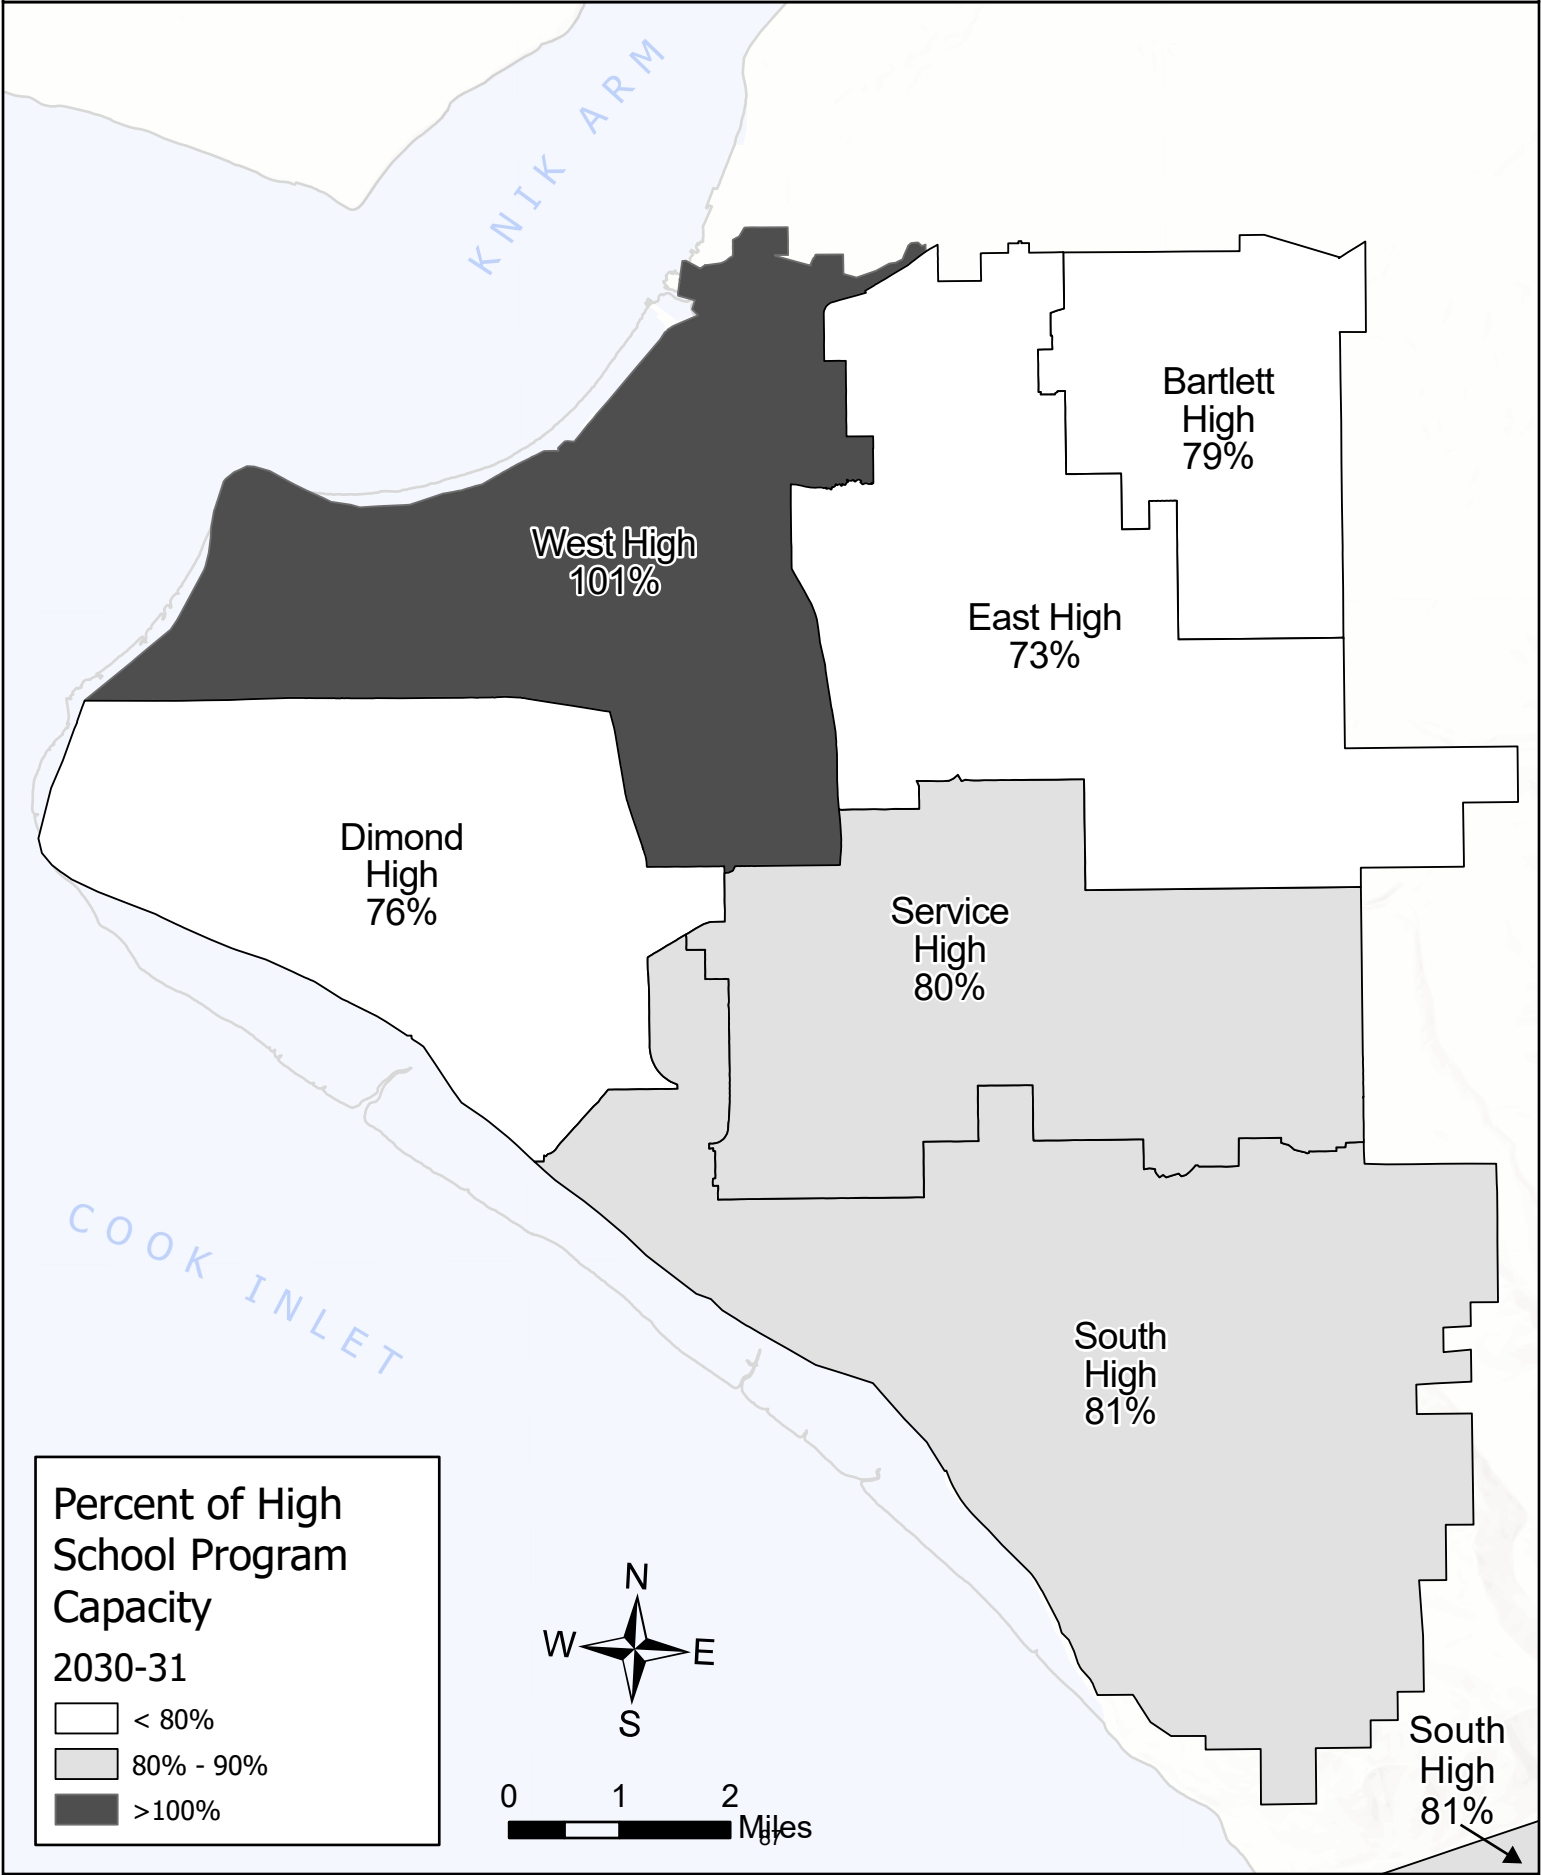 KNIK ARM
Bartlett
High
79%
West High
101%
East High
73%
Dimond
High
76%
Service
High
80%
COOK INLET
South
High
81%
Percent of High
School Program
Capacity
2030-31
< 80%
80% - 90%
>100%
N
W E
S
0 1 2
Miles
87
South
High
81%